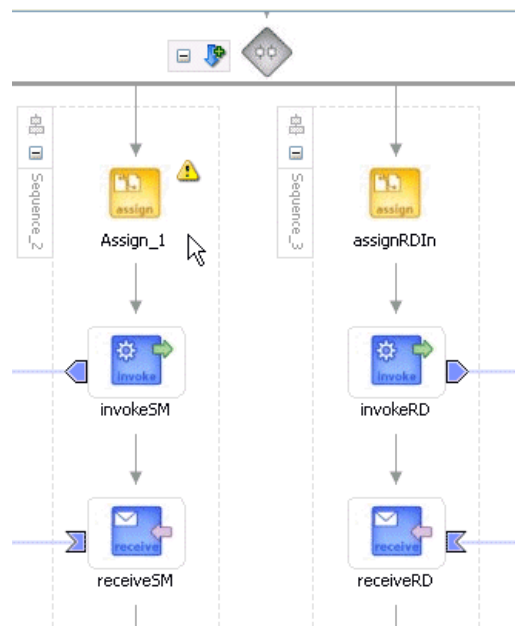 Sequence_2
assign
Assign_1
invoke
invokeSM
receive
receiveSM
Sequence_3
assign
assignRDIn
invoke
invokeRD
receive
receiveRD